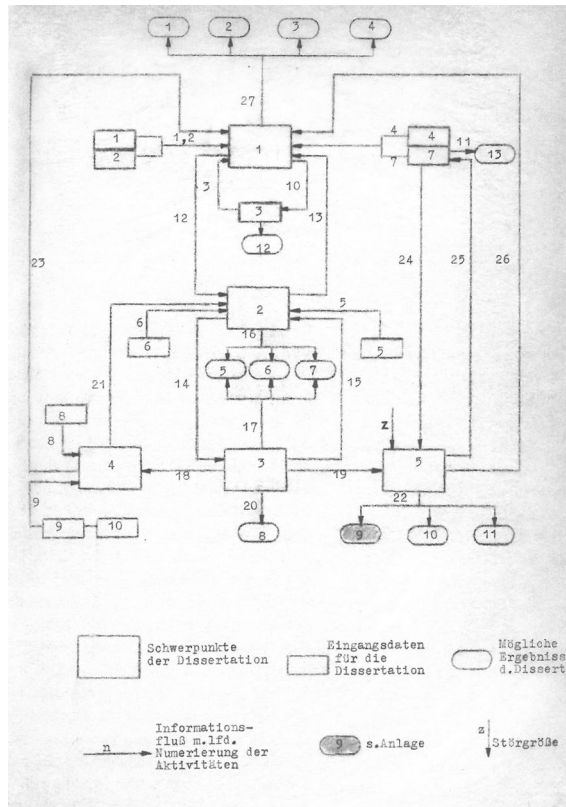 1 2 3 4
27
1 2
1,2
1
4 7
4 7
11
13
3 10
3
12
12 13
23
24 25 26
2
6
6
5
5
16
5 6 7
21
14 15
17
8
8
z
4
18
3
19
5
9
9 10
20
8
22
9 10 11
Schwerpunkte
der Dissertation
Eingangsdaten
für die
Dissertation
Mögliche
Ergebniss
d.Dissert
n
Informations-
fluß m.lfd.
Numerierung der
Aktivitäten
9
s.Anlage
z
Störgröße